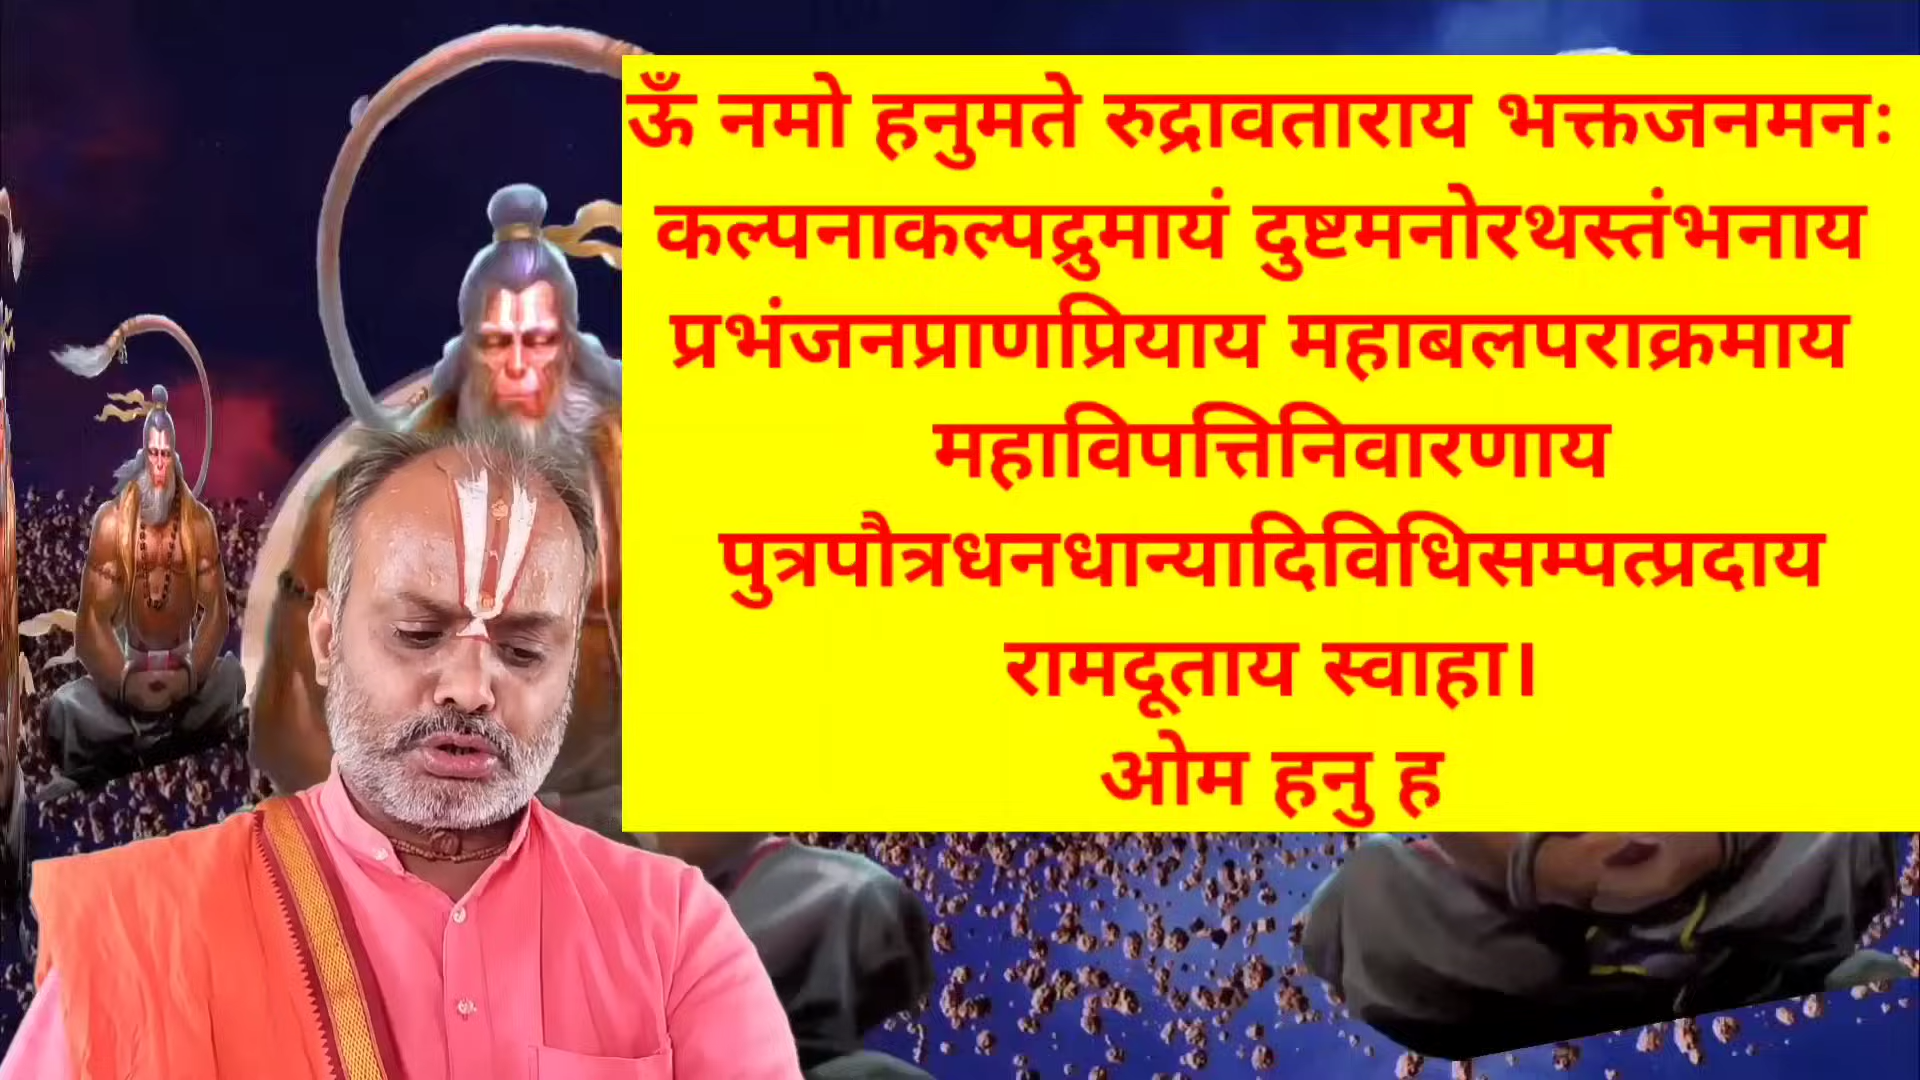 ऊँ नमो हनुमते रुद्रावताराय भक्तजनमनः
कल्पनाकल्पद्रुमायं दुष्टमनोरथस्तंभनाय
प्रभंजनप्राणप्रियाय महाबलपराक्रमाय
महाविपत्तिनिवारणाय
पुत्रपौत्रधनधान्यादिविधिसम्पत्प्रदाय
रामदूताय स्वाहा।
ओम हनु ह